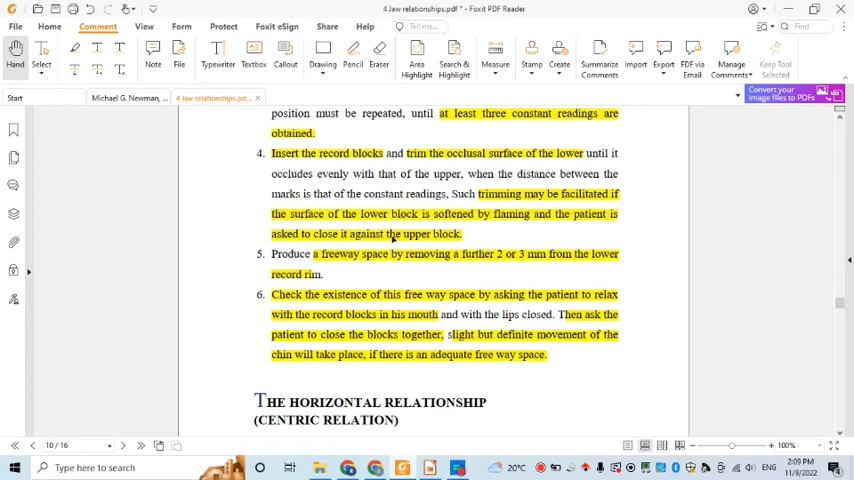 4 Jaw relationships.pdf * - Foxit PDF Reader
File Home Comment View Form Protect Foxit eSign Share Help Tell me... Find
Hand Select Note File Typewriter Textbox Callout Drawing Pencil Eraser Area Highlight Search & Highlight Measure Stamp Create Summarize Comments Import Export FDF via Email Manage Comments Keep Tool Selected
Start Michael G. Newman, ... 4 Jaw relationships.pd... Convert your image files to PDFs
position must be repeated, until at least three constant readings are
obtained.
4. Insert the record blocks and trim the occlusal surface of the lower until it
occludes evenly with that of the upper, when the distance between the
marks is that of the constant readings, Such trimming may be facilitated if
the surface of the lower block is softened by flaming and the patient is
asked to close it against the upper block.
5. Produce a freeway space by removing a further 2 or 3 mm from the lower
record rim.
6. Check the existence of this free way space by asking the patient to relax
with the record blocks in his mouth and with the lips closed. Then ask the
patient to close the blocks together, slight but definite movement of the
chin will take place, if there is an adequate free way space.
THE HORIZONTAL RELATIONSHIP
(CENTRIC RELATION)
10 / 16 100%
Type here to search 20°C ENG 2:09 PM
11/9/2022 4